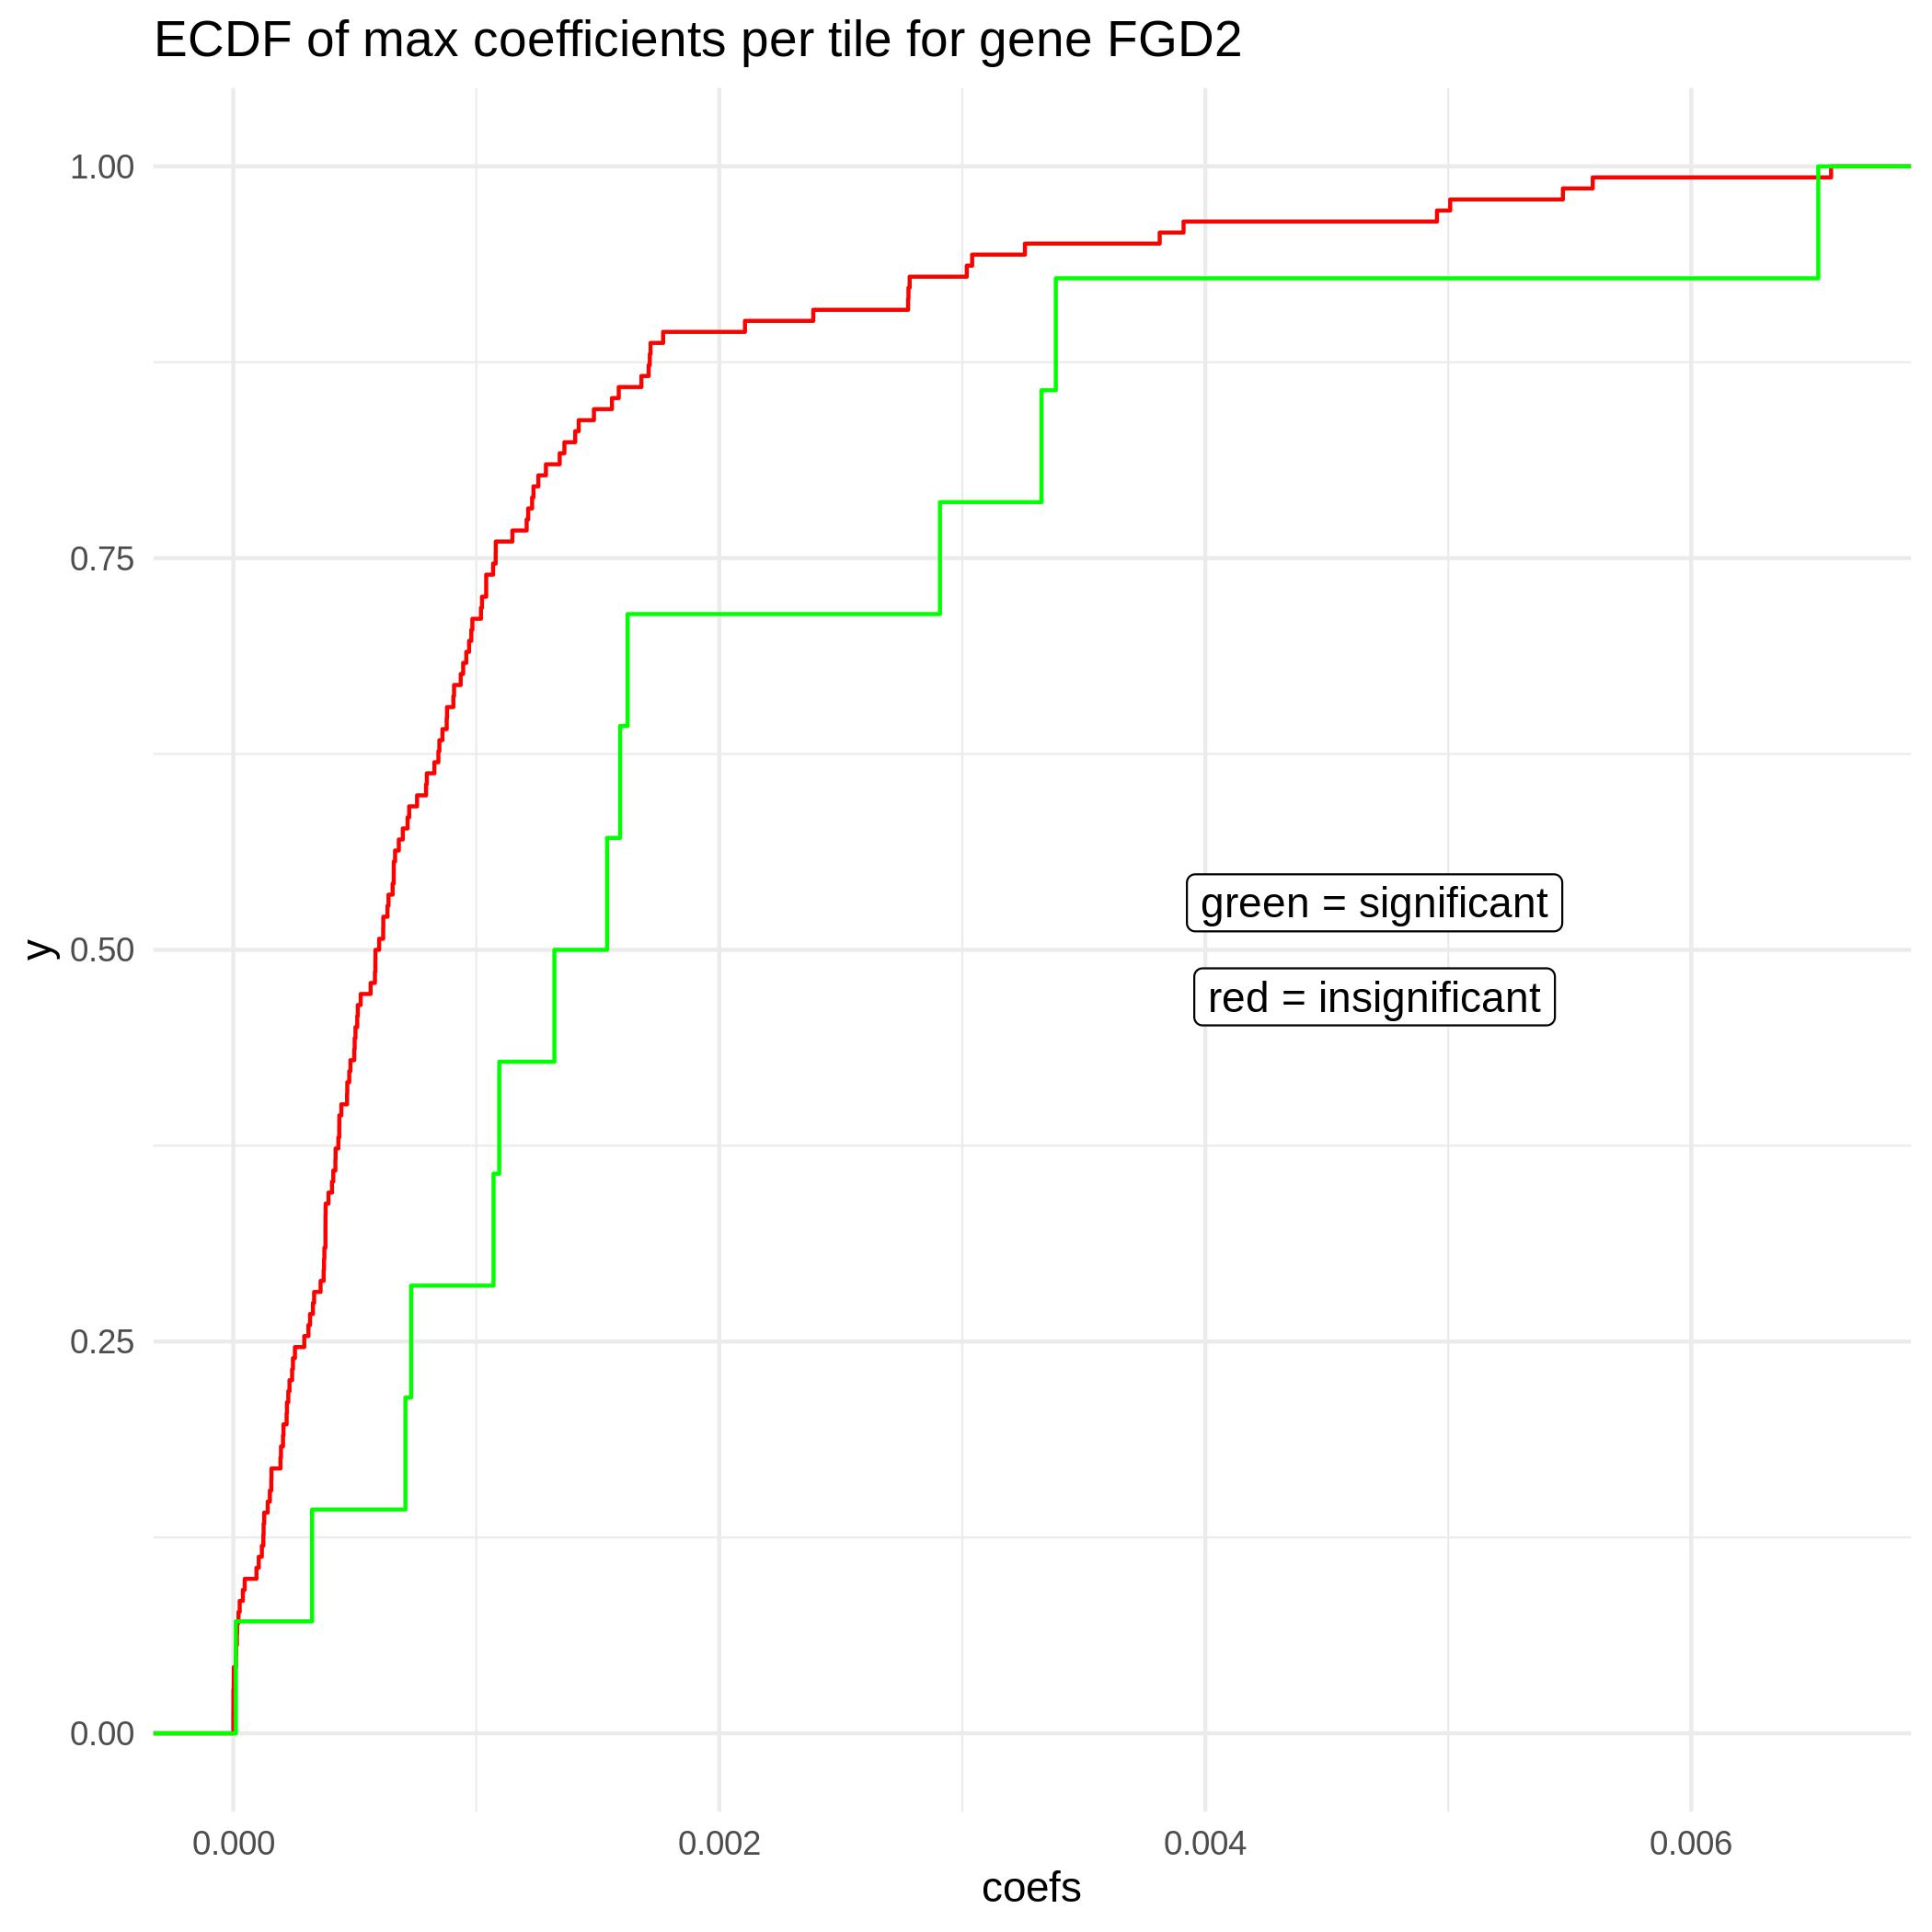 ECDF of max coefficients per tile for gene FGD2
1.00
0.75
0.50
0.25
0.00
y
green = significant
red = insignificant
0.000
0.002
0.004
0.006
coefs